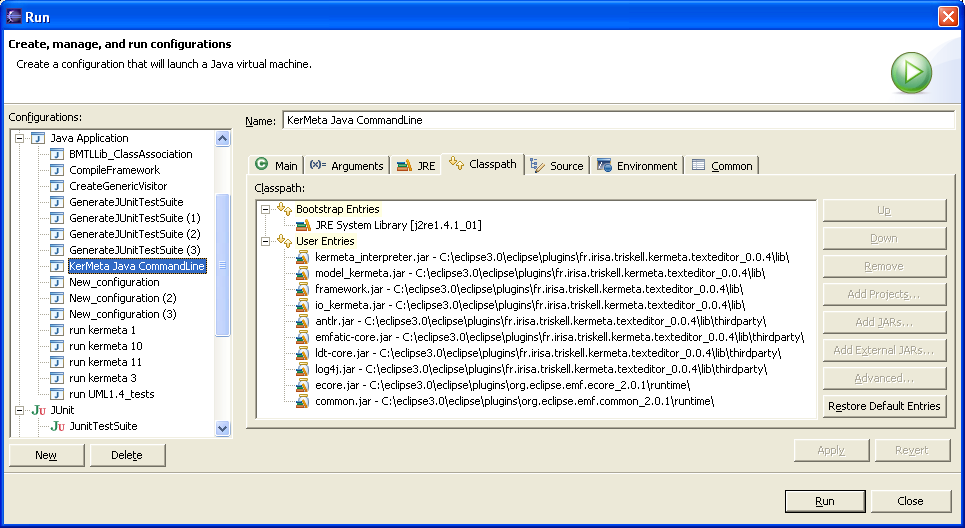 Run
Create, manage, and run configurations
Create a configuration that will launch a Java virtual machine.
Configurations:
Java Application
BMTLLib_ClassAssociation
CompileFramework
CreateGenericVisitor
GenerateJUnitTestSuite
GenerateJUnitTestSuite (1)
GenerateJUnitTestSuite (2)
GenerateJUnitTestSuite (3)
KerMeta Java CommandLine
New_configuration
New_configuration (2)
New_configuration (3)
run kermeta 1
run kermeta 10
run kermeta 11
run kermeta 3
run UML1.4_tests
JUnit
JunitTestSuite
New
Delete
Name: KerMeta Java CommandLine
Main (x)= Arguments JRE Classpath Source Environment Common
Classpath:
Bootstrap Entries
JRE System Library [j2re1.4.1_01]
User Entries
kermeta_interpreter.jar - C:\eclipse3.0\eclipse\plugins\fr.irisa.triskell.kermeta.texteditor_0.0.4\lib\
model_kermeta.jar - C:\eclipse3.0\eclipse\plugins\fr.irisa.triskell.kermeta.texteditor_0.0.4\lib\
framework.jar - C:\eclipse3.0\eclipse\plugins\fr.irisa.triskell.kermeta.texteditor_0.0.4\lib\
io_kermeta.jar - C:\eclipse3.0\eclipse\plugins\fr.irisa.triskell.kermeta.texteditor_0.0.4\lib\
antlr.jar - C:\eclipse3.0\eclipse\plugins\fr.irisa.triskell.kermeta.texteditor_0.0.4\lib\thirdparty\
emfatic-core.jar - C:\eclipse3.0\eclipse\plugins\fr.irisa.triskell.kermeta.texteditor_0.0.4\lib\thirdparty\
ldt-core.jar - C:\eclipse3.0\eclipse\plugins\fr.irisa.triskell.kermeta.texteditor_0.0.4\lib\thirdparty\
log4j.jar - C:\eclipse3.0\eclipse\plugins\fr.irisa.triskell.kermeta.texteditor_0.0.4\lib\thirdparty\
ecore.jar - C:\eclipse3.0\eclipse\plugins\org.eclipse.emf.ecore_2.0.1\runtime\
common.jar - C:\eclipse3.0\eclipse\plugins\org.eclipse.emf.common_2.0.1\runtime\
Up
Down
Remove
Add Projects...
Add JARs...
Add External JARs...
Advanced...
Restore Default Entries
Apply
Revert
Run
Close